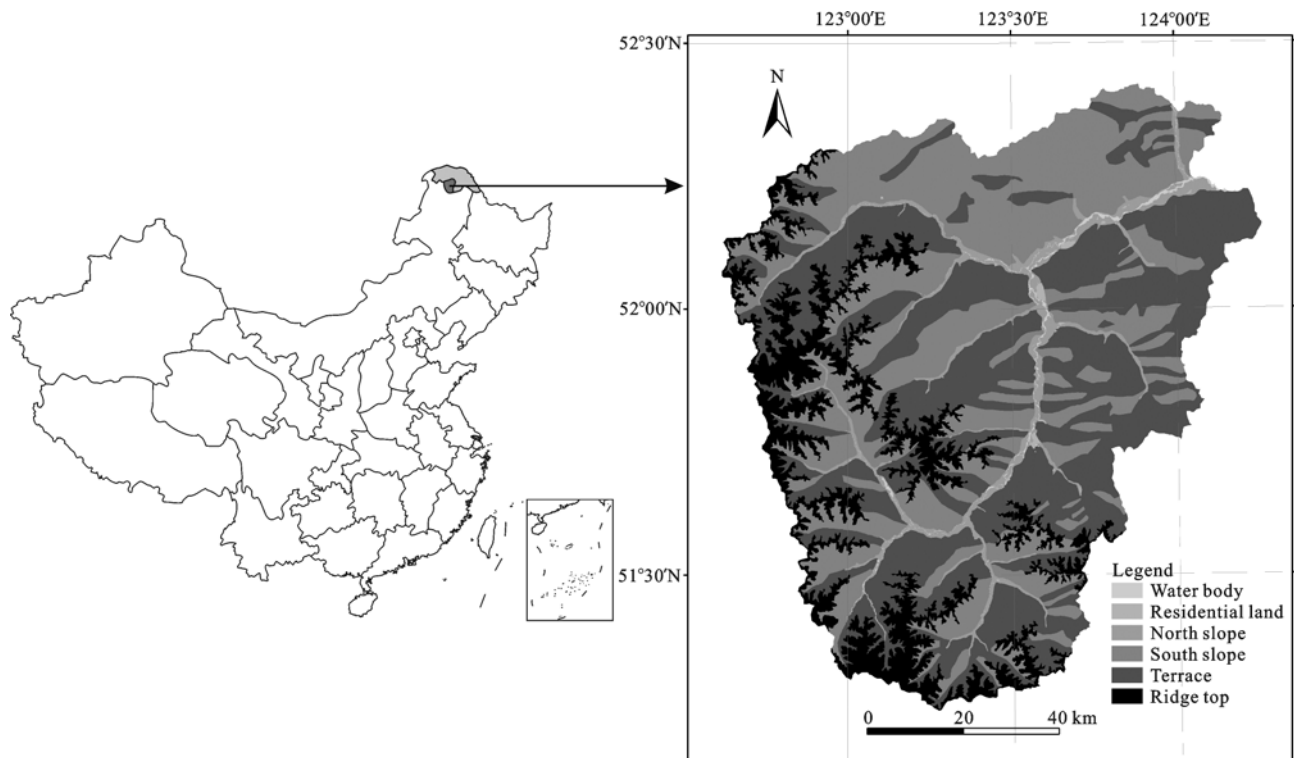 123°00′E 123°30′E 124°00′E
52°30′N
N
52°00′N
51°30′N
Legend
Water body
Residential land
North slope
South slope
Terrace
Ridge top
0 20 40 km